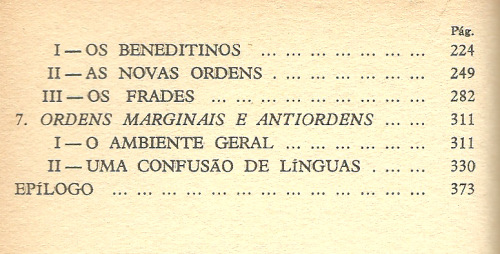 Pág.
I — OS BENEDITINOS ... ... ... ... ... ... ... 224
II — AS NOVAS ORDENS . ... ... ... ... ... 249
III — OS FRADES ... ... ... ... ... ... ... ... 282
7. ORDENS MARGINAIS E ANTIORDENS ... ... 311
I — O AMBIENTE GERAL ... ... ... ... ... 311
II — UMA CONFUSÃO DE LÍNGUAS . ... ... 330
EPÍLOGO ... ... ... ... ... ... ... ... ... ... ... 373